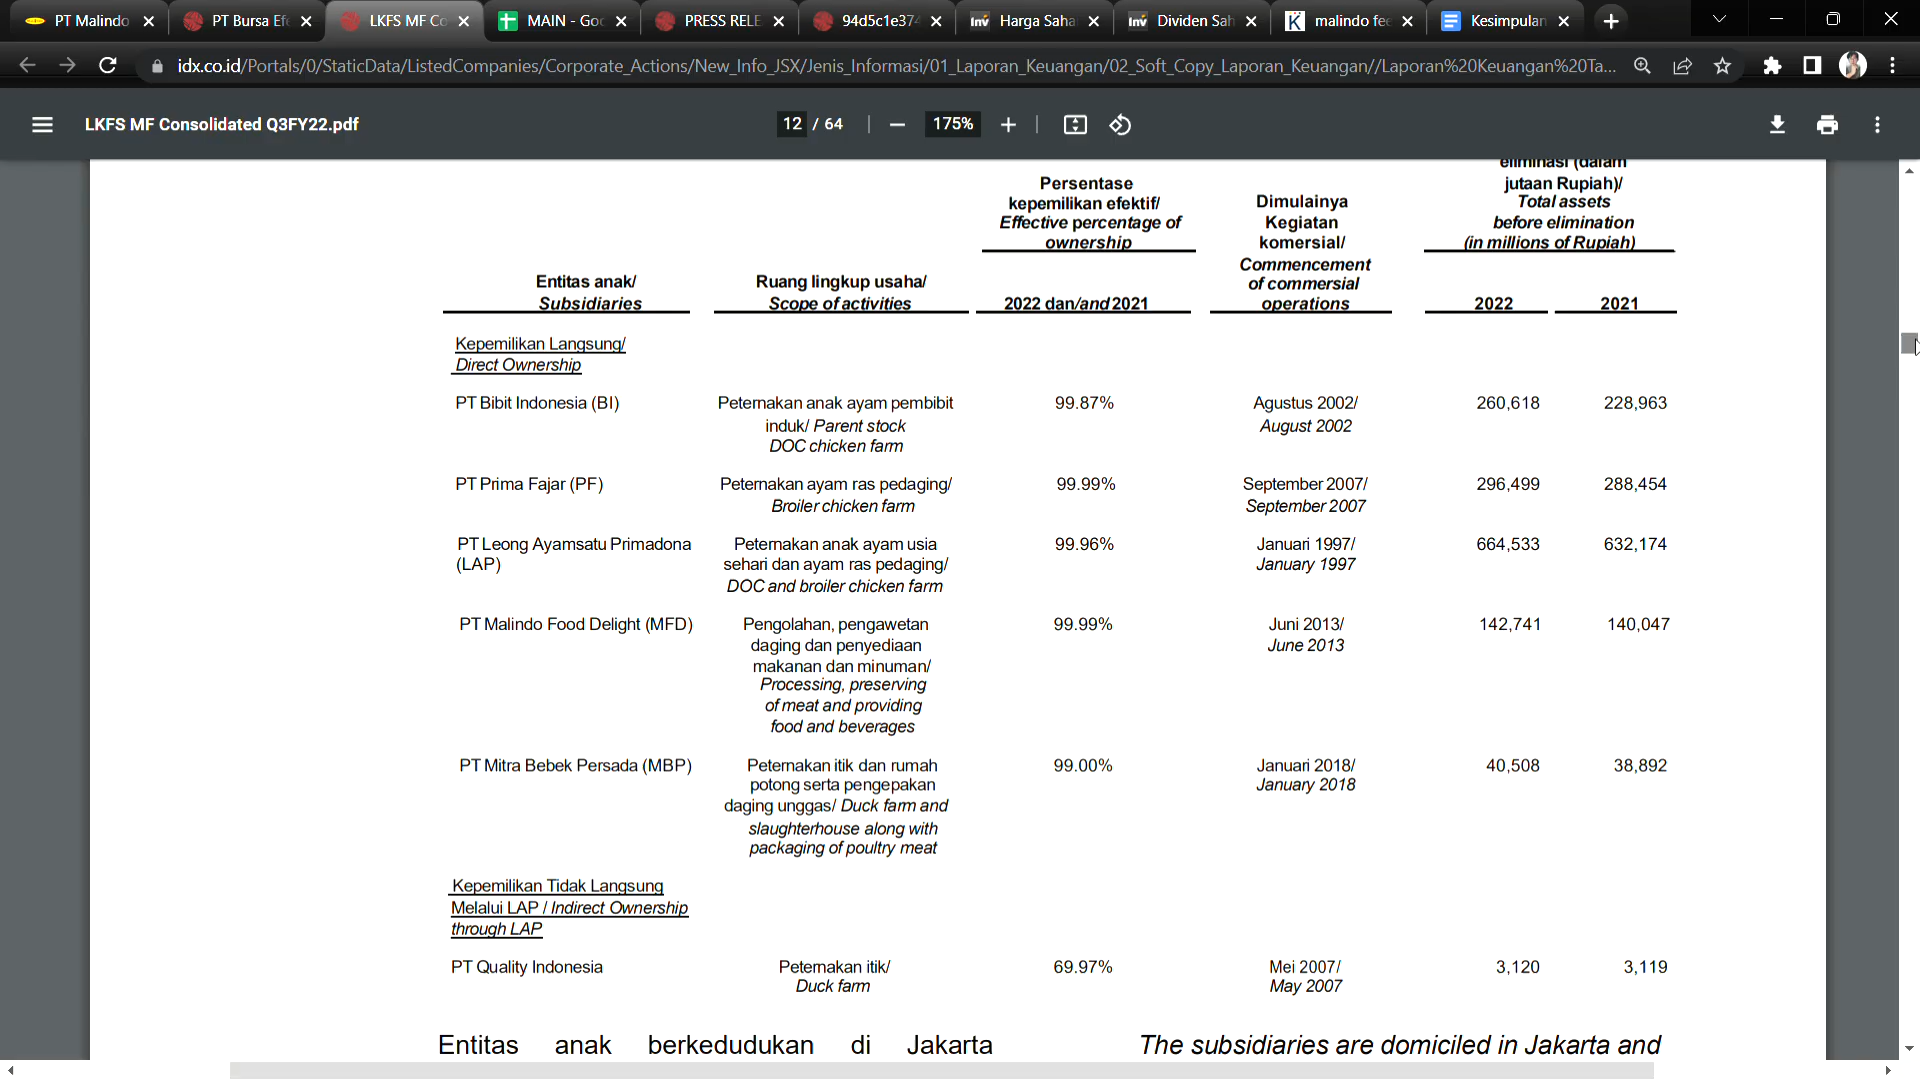 PT Malindo
PT Bursa Efe
LKFS MF Co
MAIN - Goo
PRESS RELE
94d5c1e374
Harga Saha
Dividen Sah
malindo fee
Kesimpulan
idx.co.id/Portals/0/StaticData/ListedCompanies/Corporate_Actions/New_Info_JSX/Jenis_Informasi/01_Laporan_Keuangan/02_Soft_Copy_Laporan_Keuangan//Laporan%20Keuangan%20Ta...
LKFS MF Consolidated Q3FY22.pdf
12 / 64
175%
eliminasi (dalam
jutaan Rupiah)/
Total assets
before elimination
(in millions of Rupiah)
Persentase
kepemilikan efektif/
Effective percentage of
ownership
Dimulainya
Kegiatan
komersial/
Commencement
of commersial
operations
Entitas anak/
Subsidiaries
Ruang lingkup usaha/
Scope of activities
2022 dan/and 2021
2022
2021
Kepemilikan Langsung/
Direct Ownership
PT Bibit Indonesia (BI)
Peternakan anak ayam pembibit
induk/ Parent stock
DOC chicken farm
99.87%
Agustus 2002/
August 2002
260,618
228,963
PT Prima Fajar (PF)
Peternakan ayam ras pedaging/
Broiler chicken farm
99.99%
September 2007/
September 2007
296,499
288,454
PT Leong Ayamsatu Primadona
(LAP)
Peternakan anak ayam usia
sehari dan ayam ras pedaging/
DOC and broiler chicken farm
99.96%
Januari 1997/
January 1997
664,533
632,174
PT Malindo Food Delight (MFD)
Pengolahan, pengawetan
daging dan penyediaan
makanan dan minuman/
Processing, preserving
of meat and providing
food and beverages
99.99%
Juni 2013/
June 2013
142,741
140,047
PT Mitra Bebek Persada (MBP)
Peternakan itik dan rumah
potong serta pengepakan
daging unggas/ Duck farm and
slaughterhouse along with
packaging of poultry meat
99.00%
Januari 2018/
January 2018
40,508
38,892
Kepemilikan Tidak Langsung
Melalui LAP / Indirect Ownership
through LAP
PT Quality Indonesia
Peternakan itik/
Duck farm
69.97%
Mei 2007/
May 2007
3,120
3,119
Entitas anak berkedudukan di Jakarta
The subsidiaries are domiciled in Jakarta and